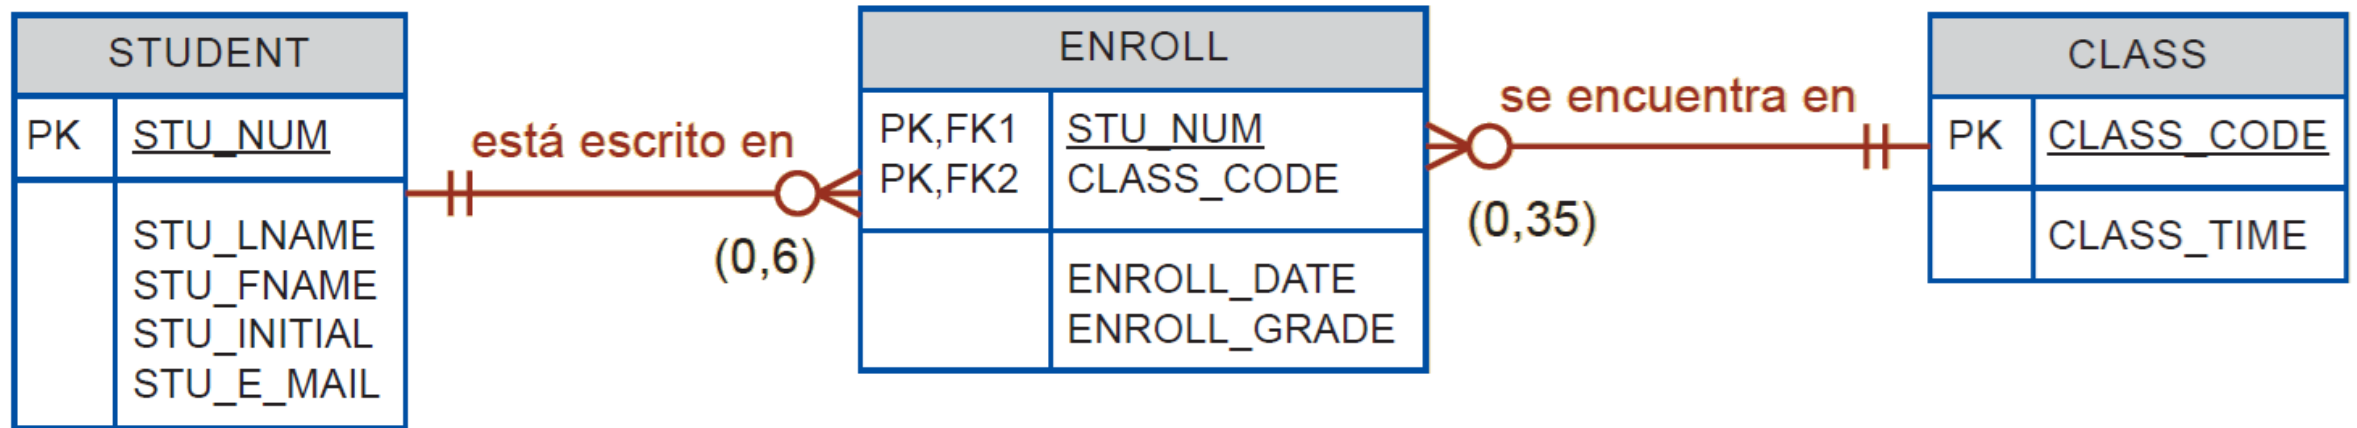 STUDENT
PK STU_NUM
STU_LNAME
STU_FNAME
STU_INITIAL
STU_E_MAIL
está escrito en
(0,6)
ENROLL
PK,FK1 STU_NUM
PK,FK2 CLASS_CODE
ENROLL_DATE
ENROLL_GRADE
se encuentra en
(0,35)
CLASS
PK CLASS_CODE
CLASS_TIME